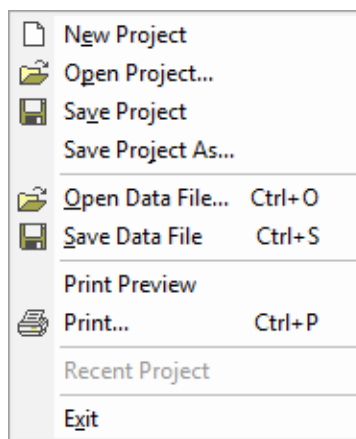 New Project
Open Project...
Save Project
Save Project As...
Open Data File... Ctrl+O
Save Data File Ctrl+S
Print Preview
Print... Ctrl+P
Recent Project
Exit